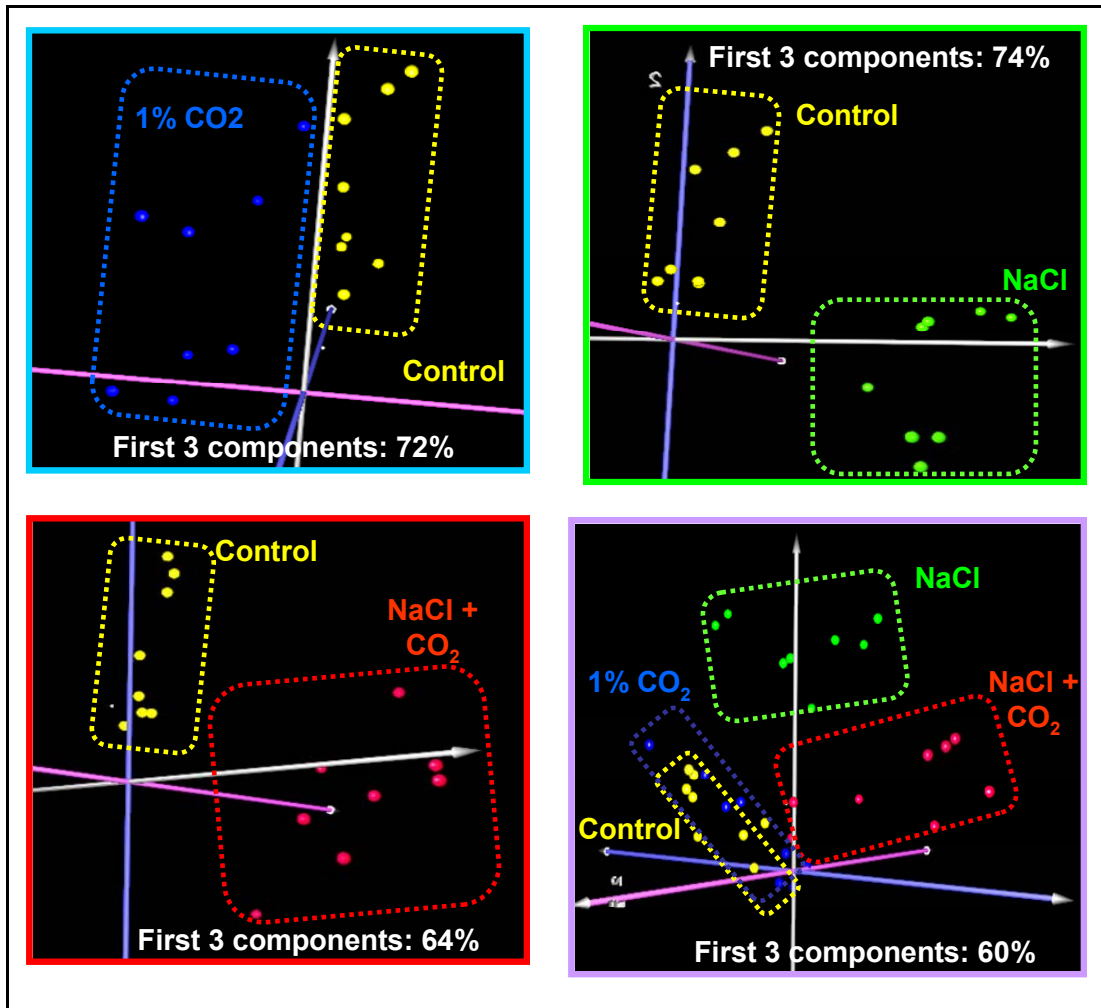 1% CO2
Control
First 3 components: 72%
First 3 components: 74%
2
Control
NaCl
Control
NaCl +
CO₂
First 3 components: 64%
NaCl
1% CO₂
NaCl +
CO₂
Control
First 3 components: 60%